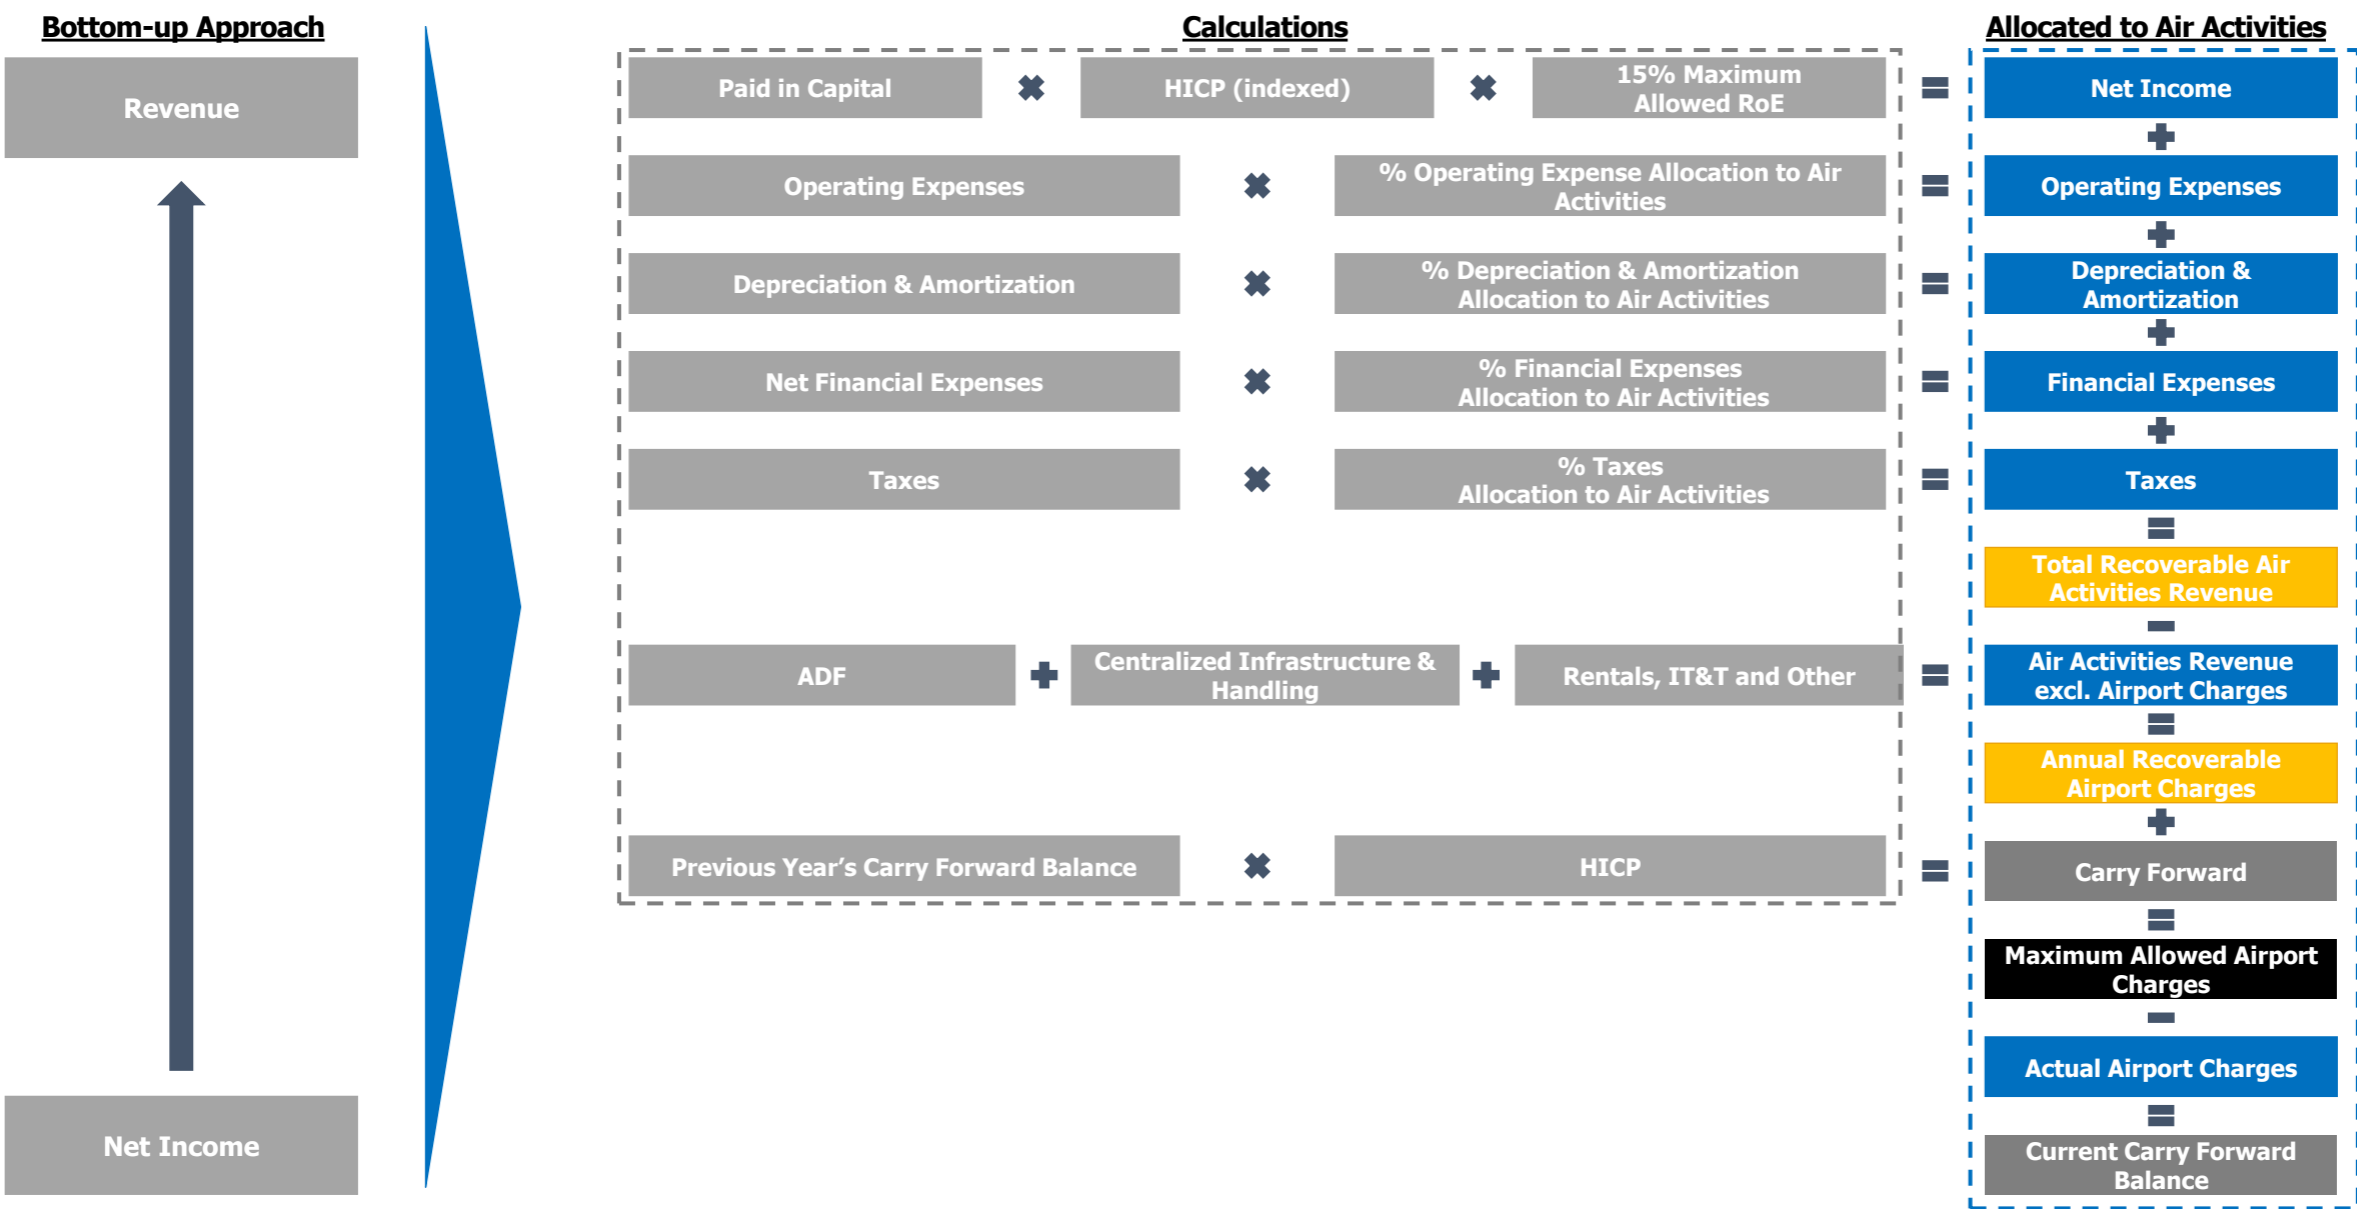 Bottom-up Approach
Calculations
Allocated to Air Activities
Revenue
Net Income
Paid in Capital
HICP (indexed)
15% Maximum
Allowed RoE
Net Income
Operating Expenses
% Operating Expense Allocation to Air
Activities
Operating Expenses
Depreciation & Amortization
% Depreciation & Amortization
Allocation to Air Activities
Depreciation &
Amortization
Net Financial Expenses
% Financial Expenses
Allocation to Air Activities
Financial Expenses
Taxes
% Taxes
Allocation to Air Activities
Taxes
Total Recoverable Air
Activities Revenue
ADF
Centralized Infrastructure &
Handling
Rentals, IT&T and Other
Air Activities Revenue
excl. Airport Charges
Annual Recoverable
Airport Charges
Previous Year’s Carry Forward Balance
HICP
Carry Forward
Maximum Allowed Airport
Charges
Actual Airport Charges
Current Carry Forward
Balance